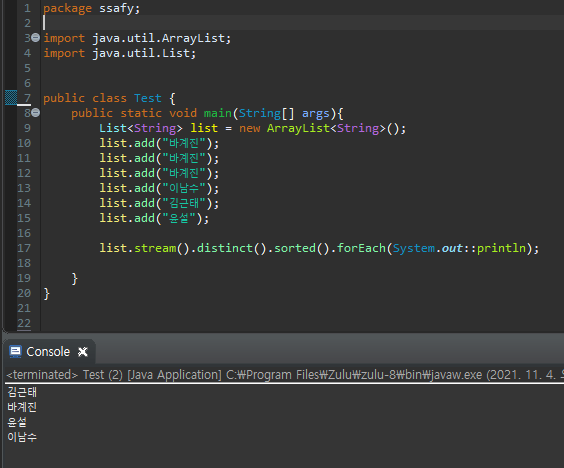 1 package ssafy;
2
3 import java.util.ArrayList;
4 import java.util.List;
5
6
7 public class Test {
8 public static void main(String[] args){
9 List<String> list = new ArrayList<String>();
10 list.add("바계진");
11 list.add("바계진");
12 list.add("바계진");
13 list.add("이남수");
14 list.add("김근태");
15 list.add("윤설");
16
17 list.stream().distinct().sorted().forEach(System.out::println);
18
19 }
20 }
21
22
Console
<terminated> Test (2) [Java Application] C:₩Program Files₩Zulu₩zulu-8₩bin₩javaw.exe (2021. 11. 4.
김근태
바계진
윤설
이남수